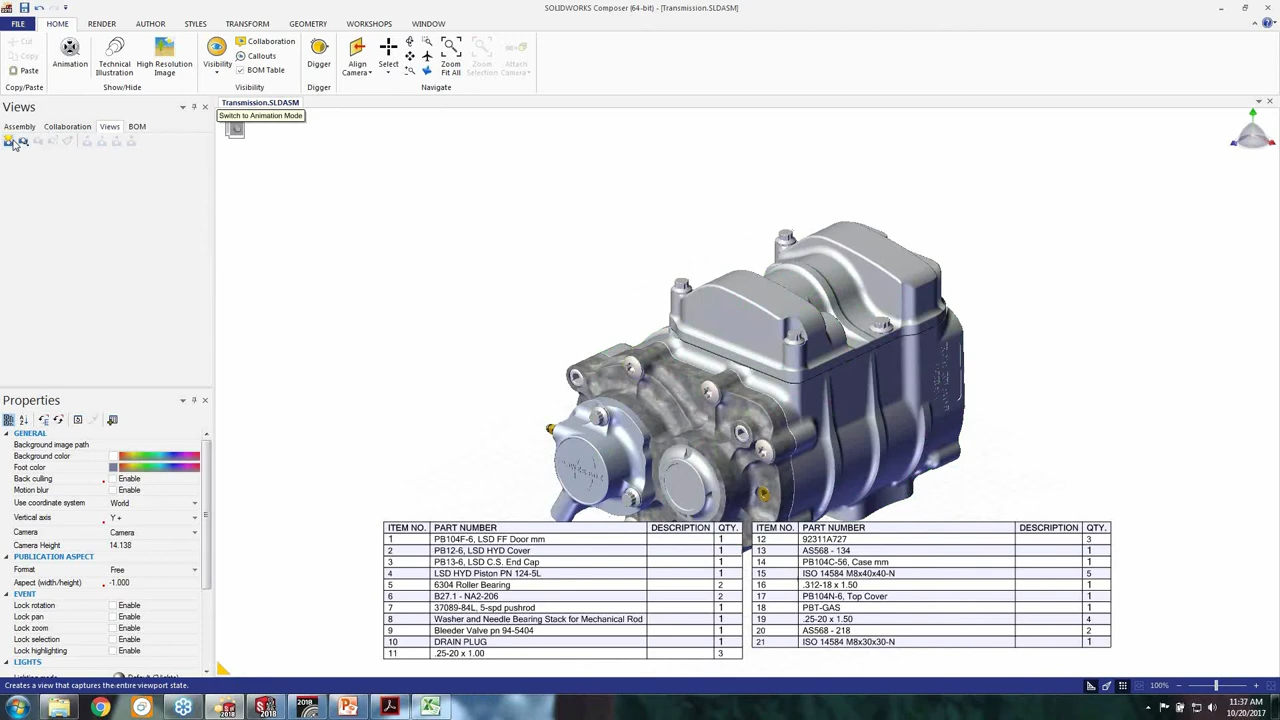 SOLIDWORKS Composer (64-bit) - [Transmission.SLDASM]
FILE HOME RENDER AUTHOR STYLES TRANSFORM GEOMETRY WORKSHOPS WINDOW
Cut
Copy
Paste
Animation
Technical Illustration
High Resolution Image
Visibility
Collaboration
Callouts
BOM Table
Digger
Align Camera
Select
Zoom Fit All
Zoom Selection
Attach Camera
Copy/Paste Show/Hide Visibility Digger Navigate
Views
Transmission.SLDASM
Switch to Animation Mode
Assembly Collaboration Views BOM
Properties
GENERAL
Background image path
Background color
Foot color
Back culling Enable
Motion blur Enable
Use coordinate system World
Vertical axis Y +
Camera Camera
Camera Height 14.138
PUBLICATION ASPECT
Format Free
Aspect (width/height) -1.000
EVENT
Lock rotation Enable
Lock pan Enable
Lock zoom Enable
Lock selection Enable
Lock highlighting Enable
LIGHTS
Lighting mode Default (2 lights)
ITEM NO. PART NUMBER DESCRIPTION QTY.
1 PB104F-6, LSD FF Door mm 1
2 PB12-6, LSD HYD Cover 1
3 PB13-6, LSD C.S. End Cap 1
4 LSD HYD Piston PN 124-5L 1
5 6304 Roller Bearing 2
6 B27.1 - NA2-206 2
7 37089-84L, 5-spd pushrod 1
8 Washer and Needle Bearing Stack for Mechanical Rod 1
9 Bleeder Valve pn 94-5404 1
10 DRAIN PLUG 1
11 .25-20 x 1.00 3
ITEM NO. PART NUMBER DESCRIPTION QTY.
12 92311A727 3
13 AS568 - 134 1
14 PB104C-56, Case mm 1
15 ISO 14584 M8x40x40-N 5
16 .312-18 x 1.50 1
17 PB104N-6, Top Cover 1
18 PBT-GAS 1
19 .25-20 x 1.50 4
20 AS568 - 218 2
21 ISO 14584 M8x30x30-N 1
Creates a view that captures the entire viewport state.
100%
11:37 AM
10/20/2017